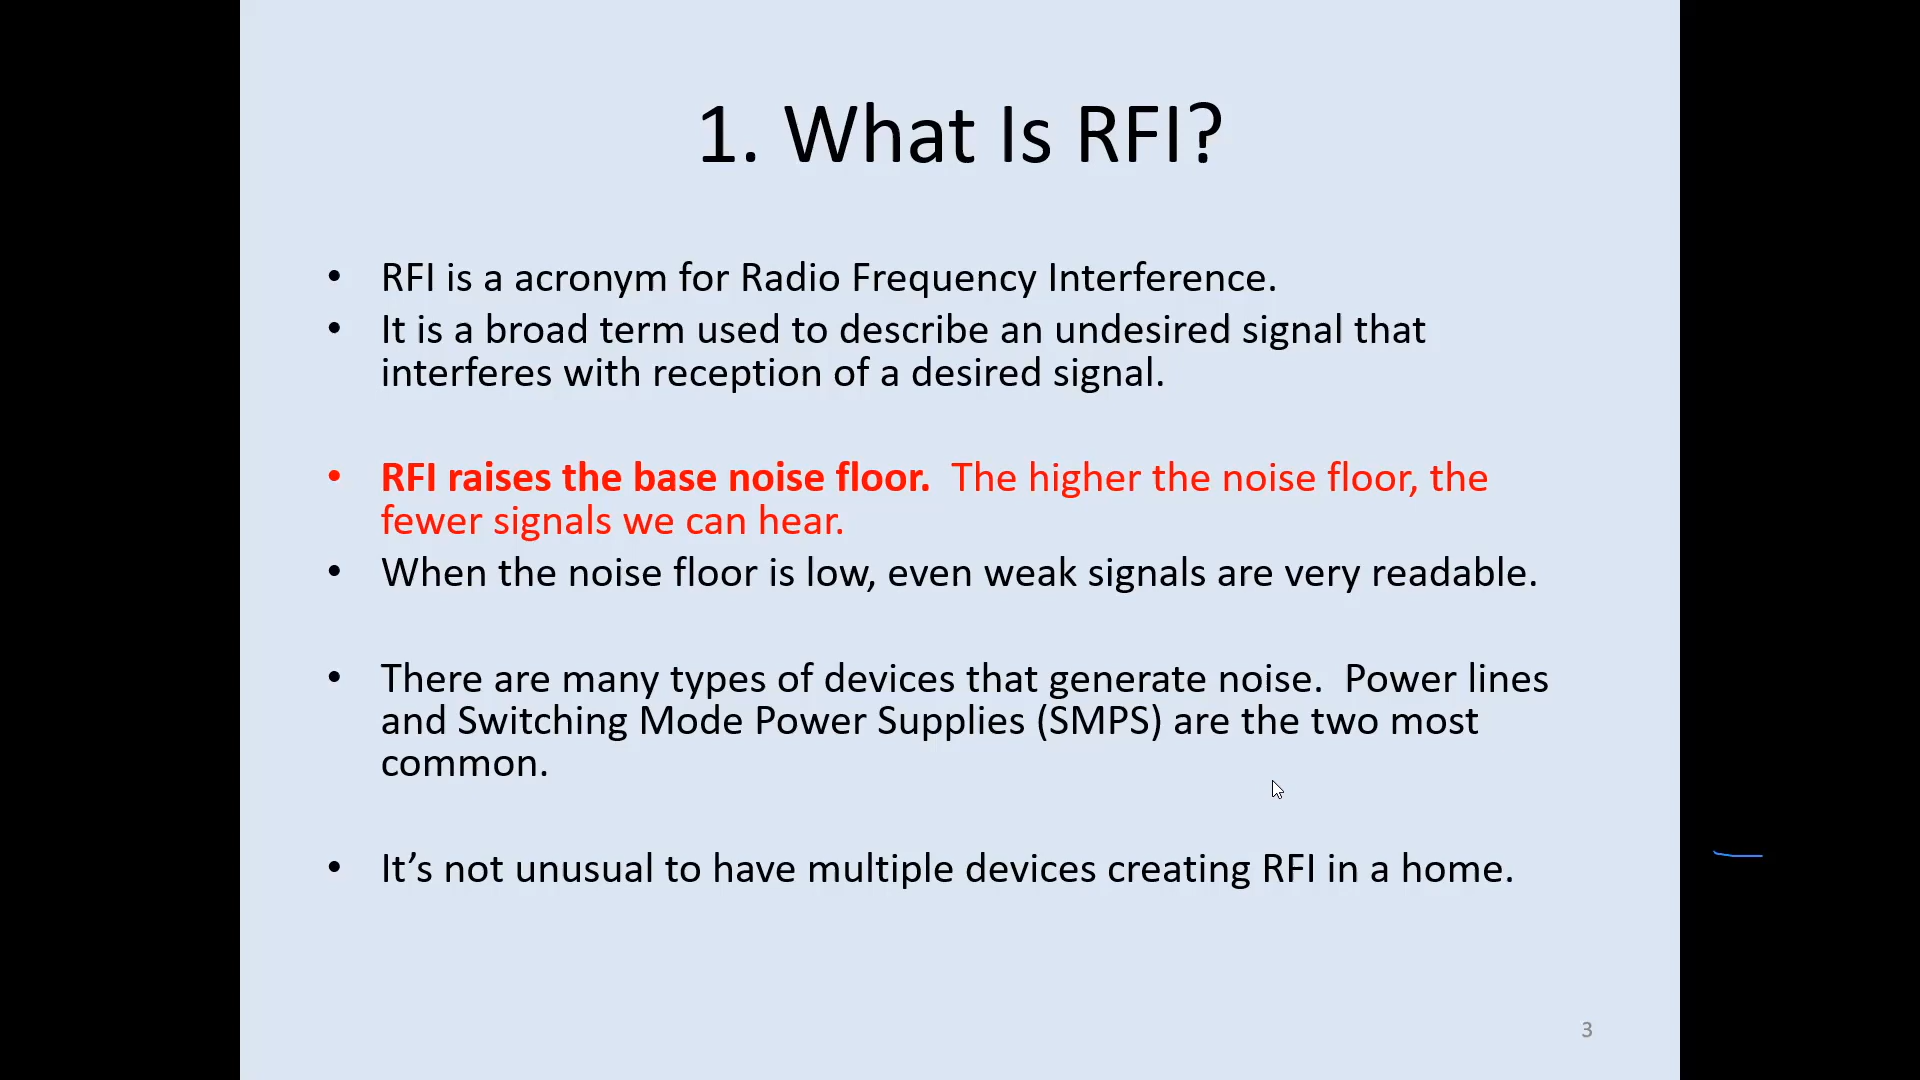 1. What Is RFI?
• RFI is a acronym for Radio Frequency Interference.
• It is a broad term used to describe an undesired signal that
interferes with reception of a desired signal.
• RFI raises the base noise floor.  The higher the noise floor, the
fewer signals we can hear.
• When the noise floor is low, even weak signals are very readable.
• There are many types of devices that generate noise.  Power lines
and Switching Mode Power Supplies (SMPS) are the two most
common.
• It’s not unusual to have multiple devices creating RFI in a home.
3